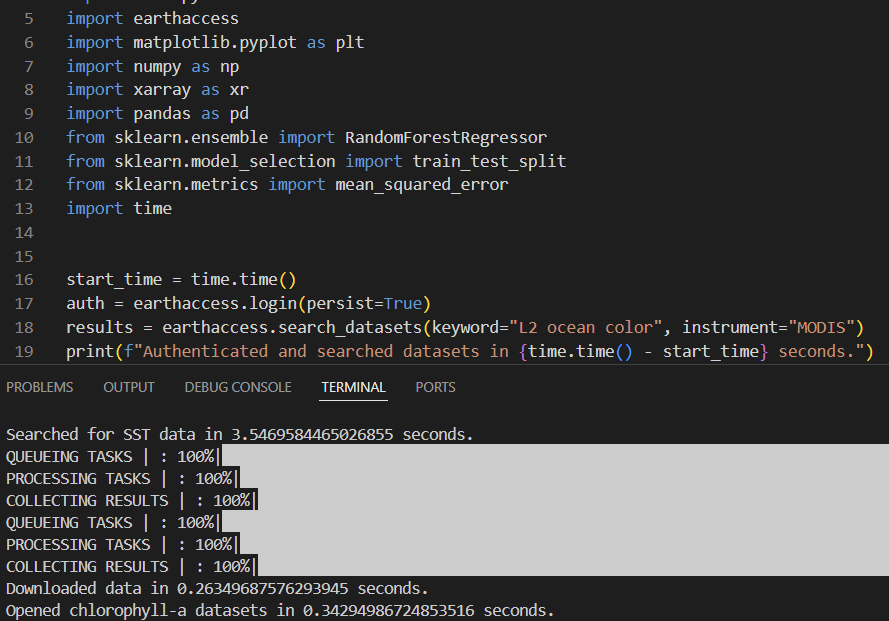 5 import earthaccess
6 import matplotlib.pyplot as plt
7 import numpy as np
8 import xarray as xr
9 import pandas as pd
10 from sklearn.ensemble import RandomForestRegressor
11 from sklearn.model_selection import train_test_split
12 from sklearn.metrics import mean_squared_error
13 import time
14
15
16 start_time = time.time()
17 auth = earthaccess.login(persist=True)
18 results = earthaccess.search_datasets(keyword="L2 ocean color", instrument="MODIS")
19 print(f"Authenticated and searched datasets in {time.time() - start_time} seconds.")
PROBLEMS OUTPUT DEBUG CONSOLE TERMINAL PORTS
Searched for SST data in 3.5469584465026855 seconds.
QUEUEING TASKS | : 100%|
PROCESSING TASKS | : 100%|
COLLECTING RESULTS | : 100%|
QUEUEING TASKS | : 100%|
PROCESSING TASKS | : 100%|
COLLECTING RESULTS | : 100%|
Downloaded data in 0.26349687576293945 seconds.
Opened chlorophyll-a datasets in 0.34294986724853516 seconds.